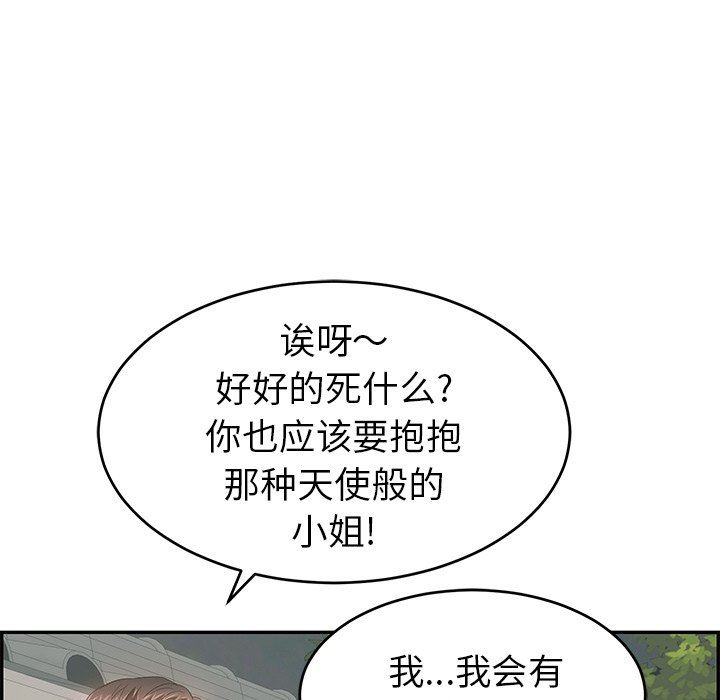 诶呀～
好好的死什么?
你也应该要抱抱
那种天使般的
小姐!
我...我会有